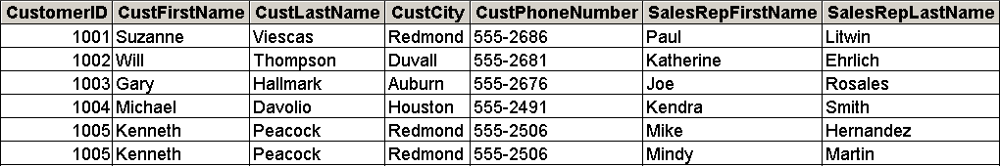 CustomerID CustFirstName CustLastName CustCity CustPhoneNumber SalesRepFirstName SalesRepLastName
1001 Suzanne Viescas Redmond 555-2686 Paul Litwin
1002 Will Thompson Duvall 555-2681 Katherine Ehrlich
1003 Gary Hallmark Auburn 555-2676 Joe Rosales
1004 Michael Davolio Houston 555-2491 Kendra Smith
1005 Kenneth Peacock Redmond 555-2506 Mike Hernandez
1005 Kenneth Peacock Redmond 555-2506 Mindy Martin